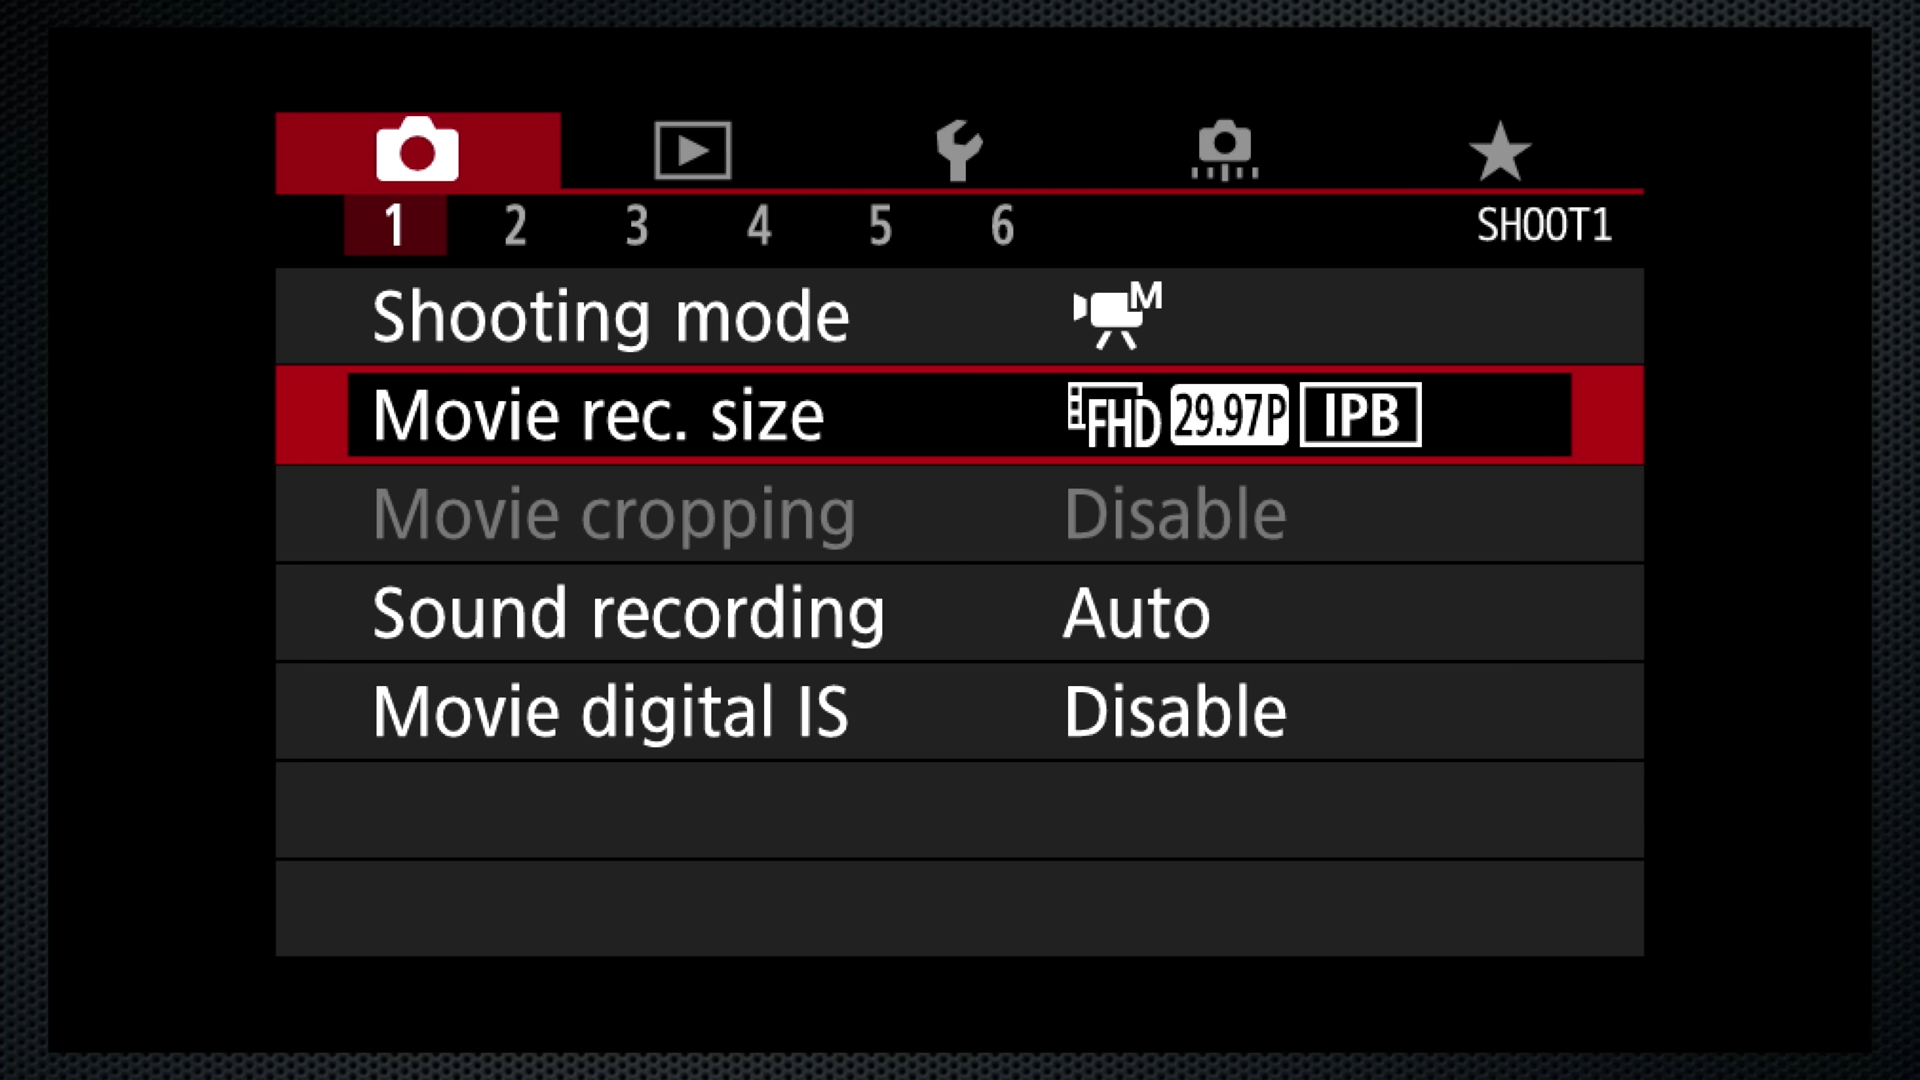 1 2 3 4 5 6 SHOOT1
Shooting mode M
Movie rec. size FHD 29.97P IPB
Movie cropping Disable
Sound recording Auto
Movie digital IS Disable